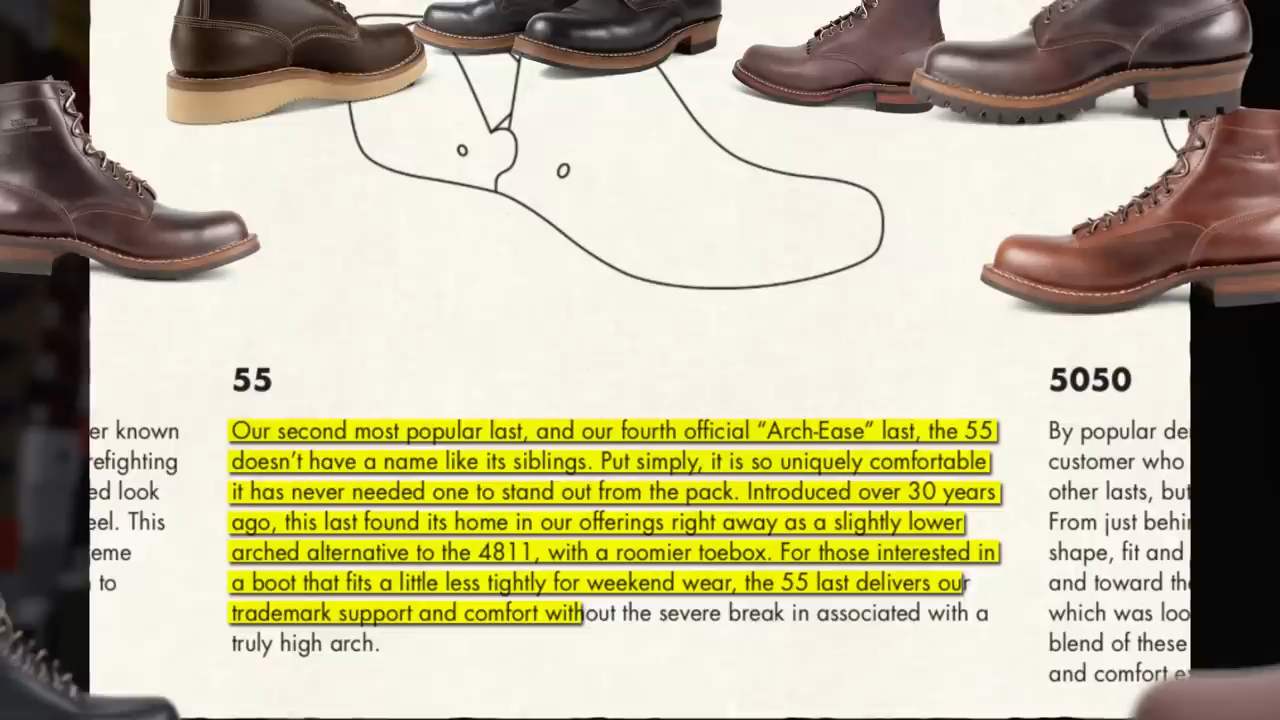 55
Our second most popular last, and our fourth official “Arch-Ease” last, the 55
doesn’t have a name like its siblings. Put simply, it is so uniquely comfortable
it has never needed one to stand out from the pack. Introduced over 30 years
ago, this last found its home in our offerings right away as a slightly lower
arched alternative to the 4811, with a roomier toebox. For those interested in
a boot that fits a little less tightly for weekend wear, the 55 last delivers our
trademark support and comfort without the severe break in associated with a
truly high arch.
er known
refighting
ed look
eel. This
teme
to
5050
By popular de
customer who
other lasts, but
From just behi
shape, fit and
and toward th
which was loo
blend of these
and comfort e